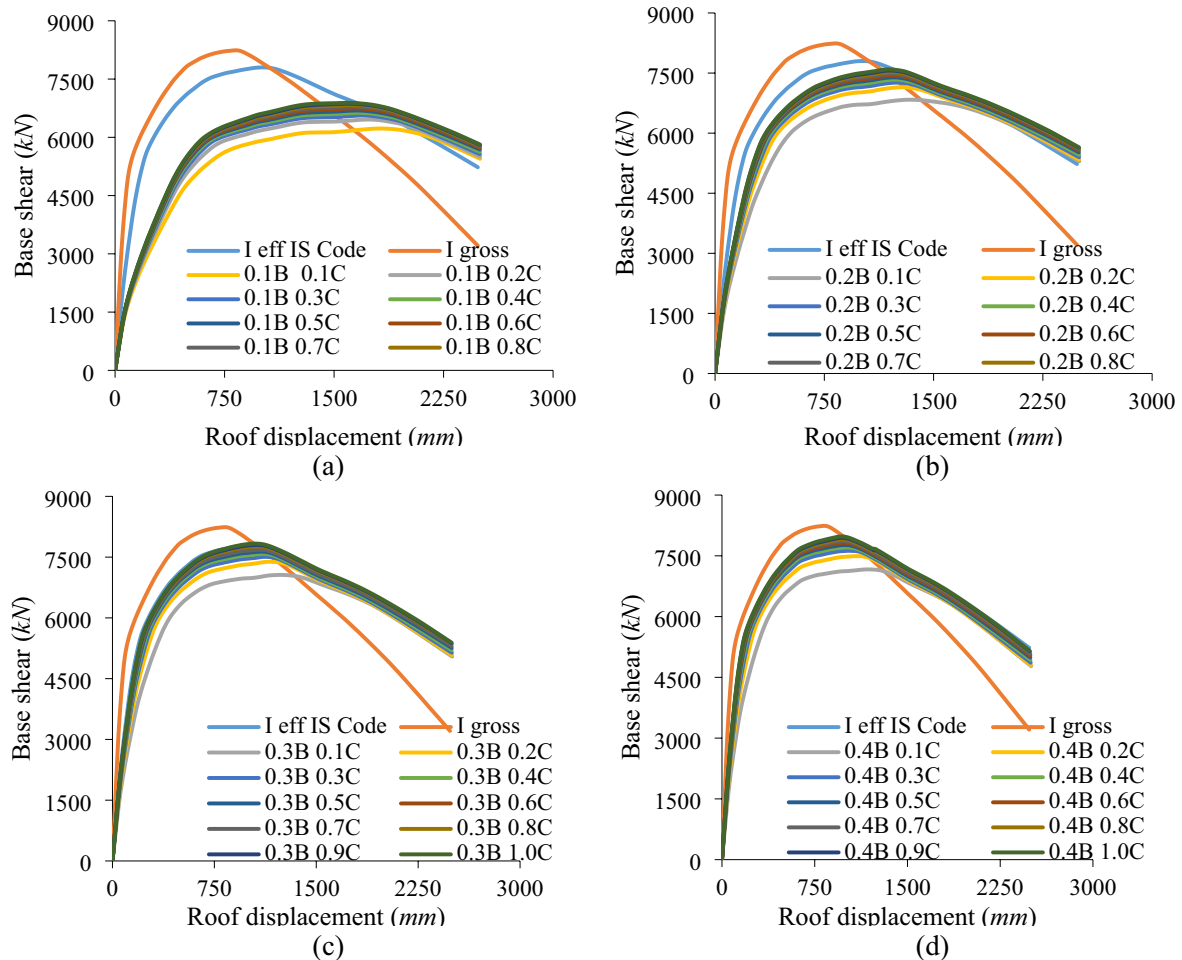 9000
7500
6000
4500
3000
1500
0
Base shear (kN)
I eff IS Code I gross
0.1B 0.1C 0.1B 0.2C
0.1B 0.3C 0.1B 0.4C
0.1B 0.5C 0.1B 0.6C
0.1B 0.7C 0.1B 0.8C
0 750 1500 2250 3000
Roof displacement (mm)
(a)
9000
7500
6000
4500
3000
1500
0
Base shear (kN)
I eff IS Code I gross
0.2B 0.1C 0.2B 0.2C
0.2B 0.3C 0.2B 0.4C
0.2B 0.5C 0.2B 0.6C
0.2B 0.7C 0.2B 0.8C
0 750 1500 2250 3000
Roof displacement (mm)
(b)
9000
7500
6000
4500
3000
1500
0
Base shear (kN)
I eff IS Code I gross
0.3B 0.1C 0.3B 0.2C
0.3B 0.3C 0.3B 0.4C
0.3B 0.5C 0.3B 0.6C
0.3B 0.7C 0.3B 0.8C
0.3B 0.9C 0.3B 1.0C
0 750 1500 2250 3000
Roof displacement (mm)
(c)
9000
7500
6000
4500
3000
1500
0
Base shear (kN)
I eff IS Code I gross
0.4B 0.1C 0.4B 0.2C
0.4B 0.3C 0.4B 0.4C
0.4B 0.5C 0.4B 0.6C
0.4B 0.7C 0.4B 0.8C
0.4B 0.9C 0.4B 1.0C
0 750 1500 2250 3000
Roof displacement (mm)
(d)